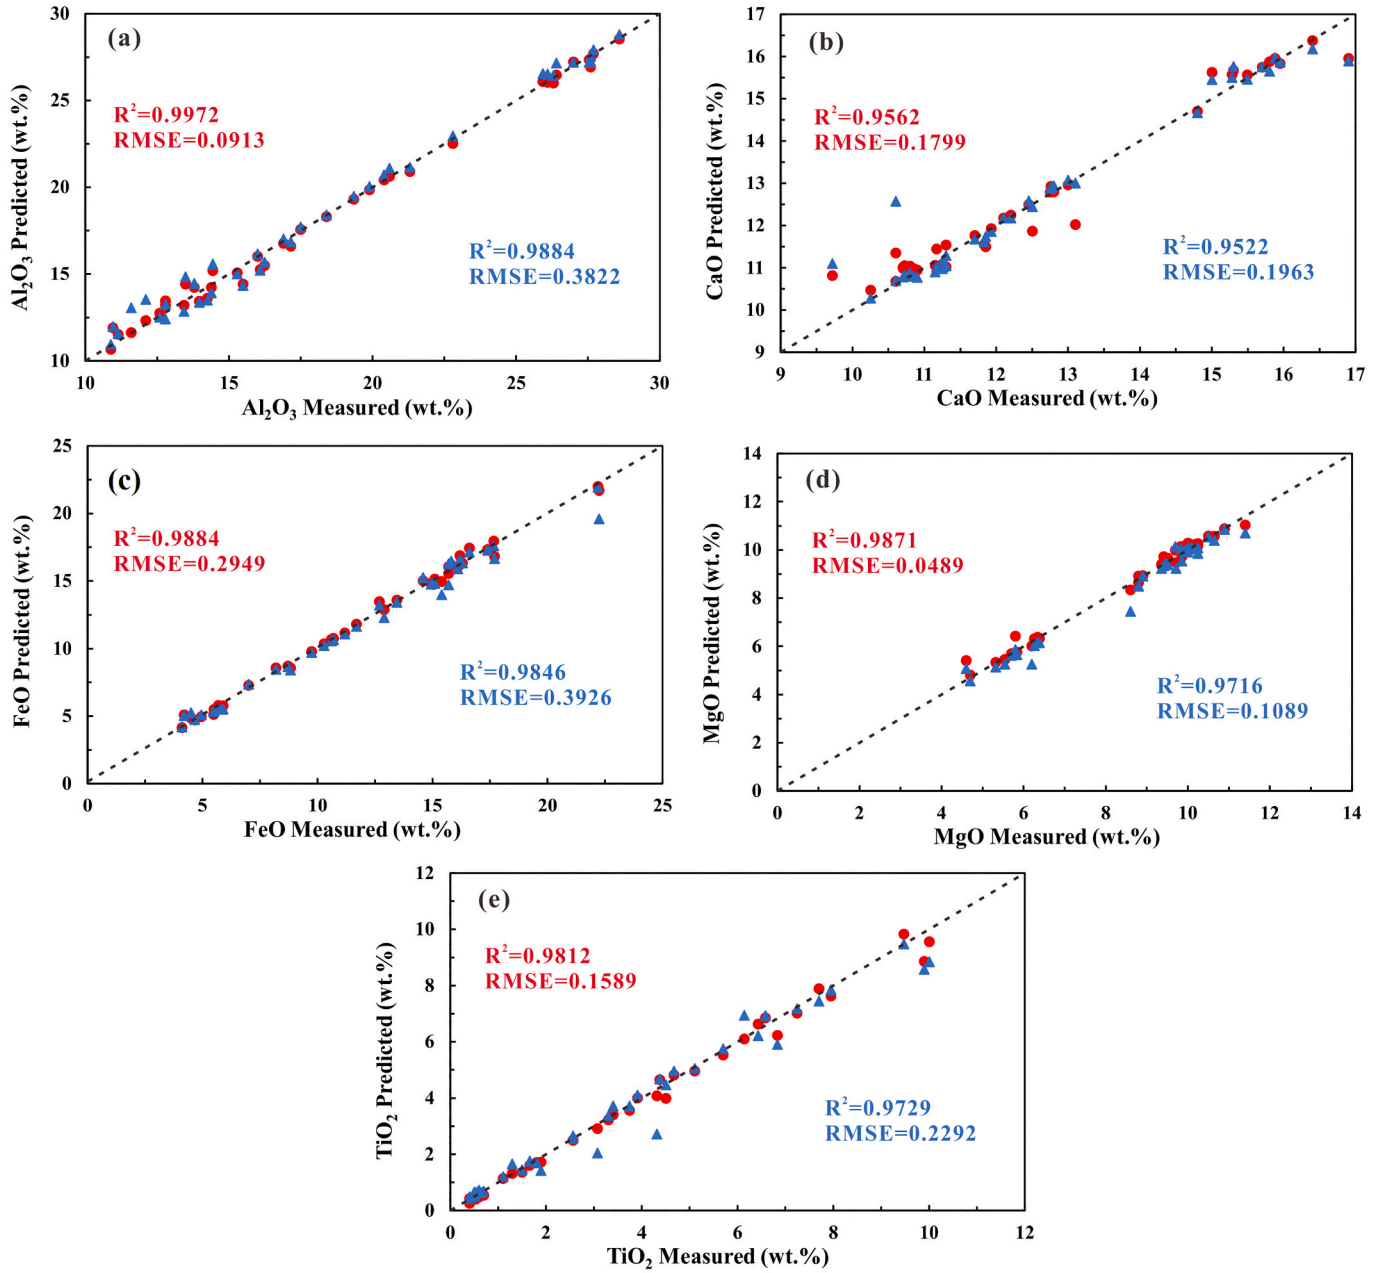 (a)
R²=0.9972
RMSE=0.0913
R²=0.9884
RMSE=0.3822
Al₂O₃ Predicted (wt.%)
30
25
20
15
10
10 15 20 25 30
Al₂O₃ Measured (wt.%)
(b)
R²=0.9562
RMSE=0.1799
R²=0.9522
RMSE=0.1963
CaO Predicted (wt.%)
17
16
15
14
13
12
11
10
9
9 10 11 12 13 14 15 16 17
CaO Measured (wt.%)
(c)
R²=0.9884
RMSE=0.2949
R²=0.9846
RMSE=0.3926
FeO Predicted (wt.%)
25
20
15
10
5
0
0 5 10 15 20 25
FeO Measured (wt.%)
(d)
R²=0.9871
RMSE=0.0489
R²=0.9716
RMSE=0.1089
MgO Predicted (wt.%)
14
12
10
8
6
4
2
0
0 2 4 6 8 10 12 14
MgO Measured (wt.%)
(e)
R²=0.9812
RMSE=0.1589
R²=0.9729
RMSE=0.2292
TiO₂ Predicted (wt.%)
12
10
8
6
4
2
0
0 2 4 6 8 10 12
TiO₂ Measured (wt.%)